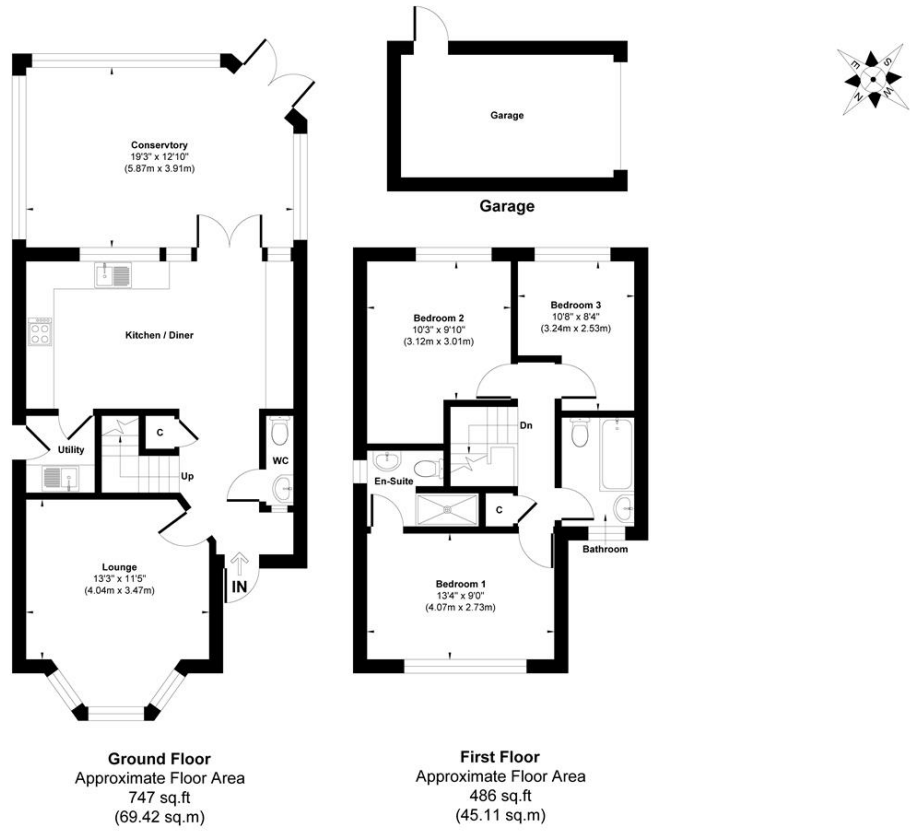 Conservtory
19'3" x 12'10"
(5.87m x 3.91m)
Kitchen / Diner
Utility
C
Up
WC
Lounge
13'3" x 11'5"
(4.04m x 3.47m)
IN
Ground Floor
Approximate Floor Area
747 sq.ft
(69.42 sq.m)
Garage
Garage
Bedroom 2
10'3" x 9'10"
(3.12m x 3.01m)
Bedroom 3
10'8" x 8'4"
(3.24m x 2.53m)
Dn
En-Suite
C
Bathroom
Bedroom 1
13'4" x 9'0"
(4.07m x 2.73m)
First Floor
Approximate Floor Area
486 sq.ft
(45.11 sq.m)
E
S
N
W